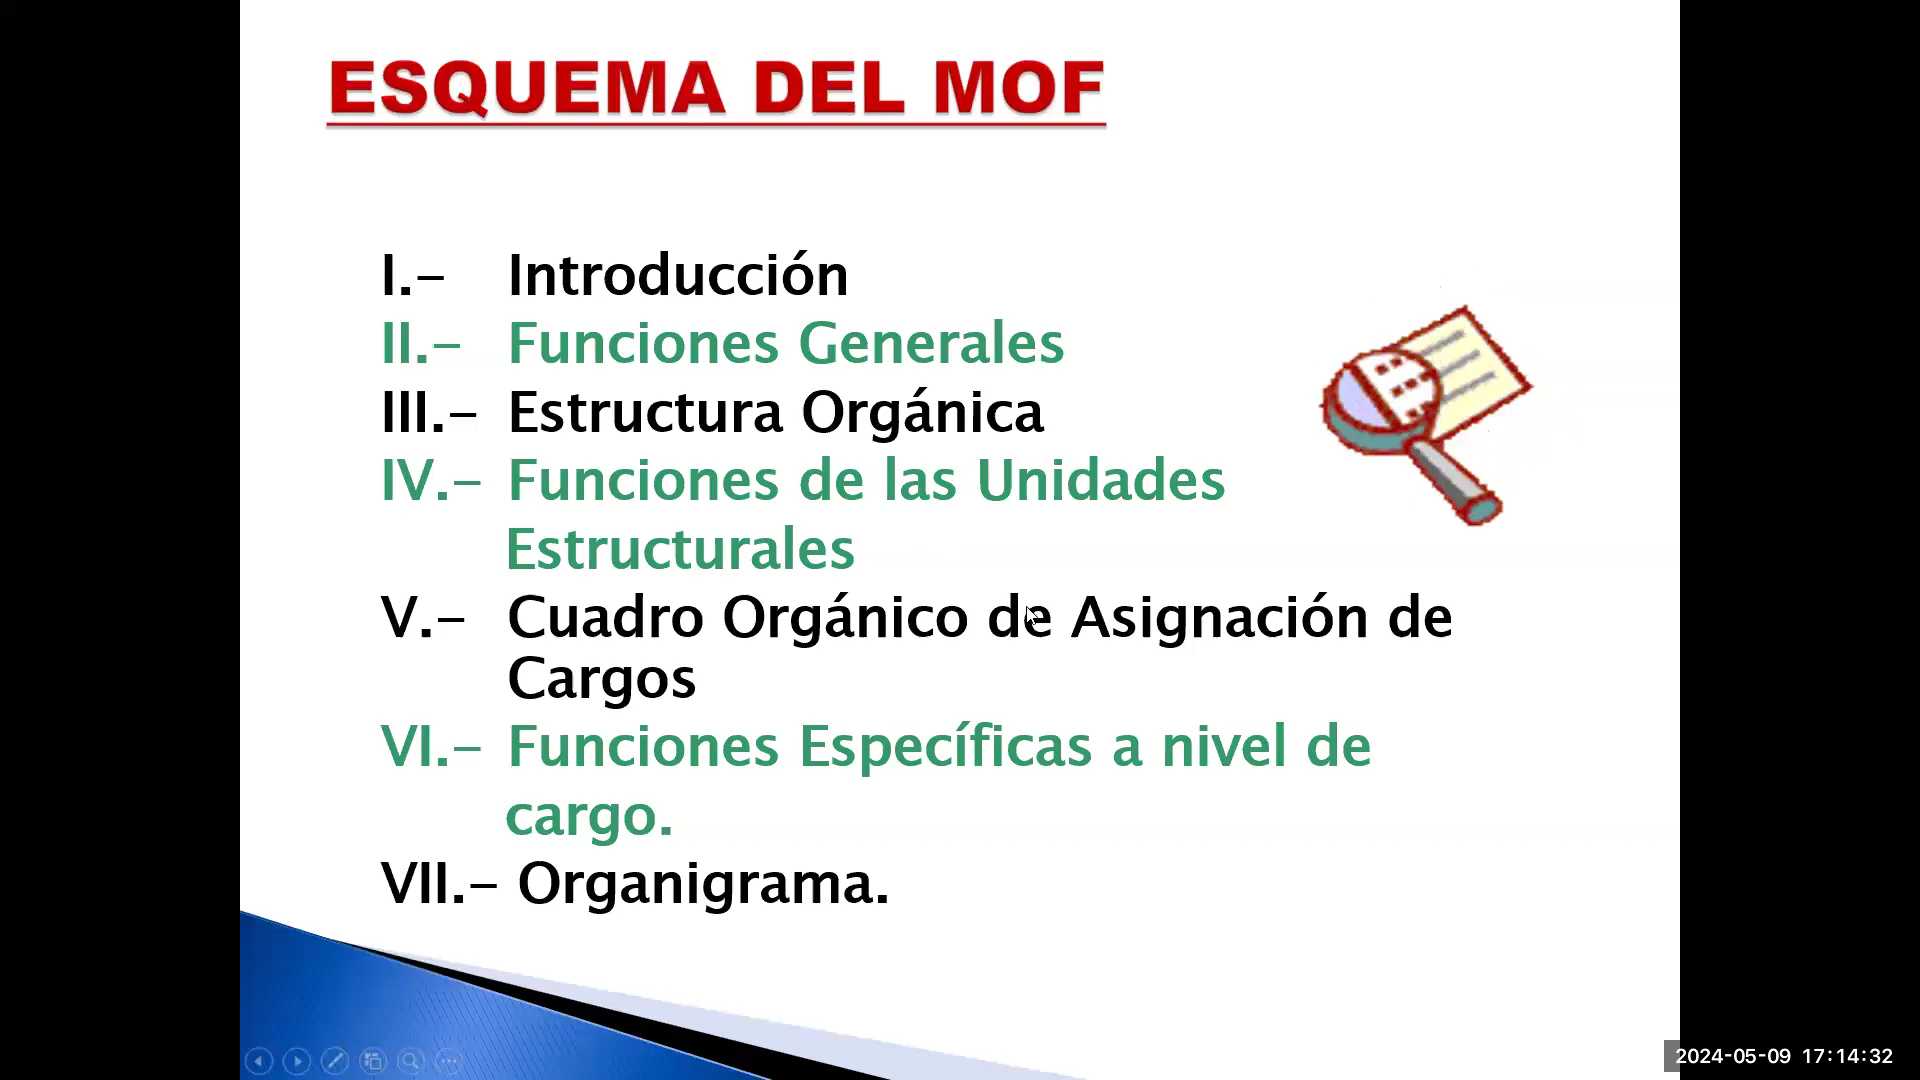 ESQUEMA DEL MOF
I.- Introducción
II.- Funciones Generales
III.- Estructura Orgánica
IV.- Funciones de las Unidades
Estructurales
V.- Cuadro Orgánico de Asignación de
Cargos
VI.- Funciones Específicas a nivel de
cargo.
VII.- Organigrama.
2024-05-09 17:14:32